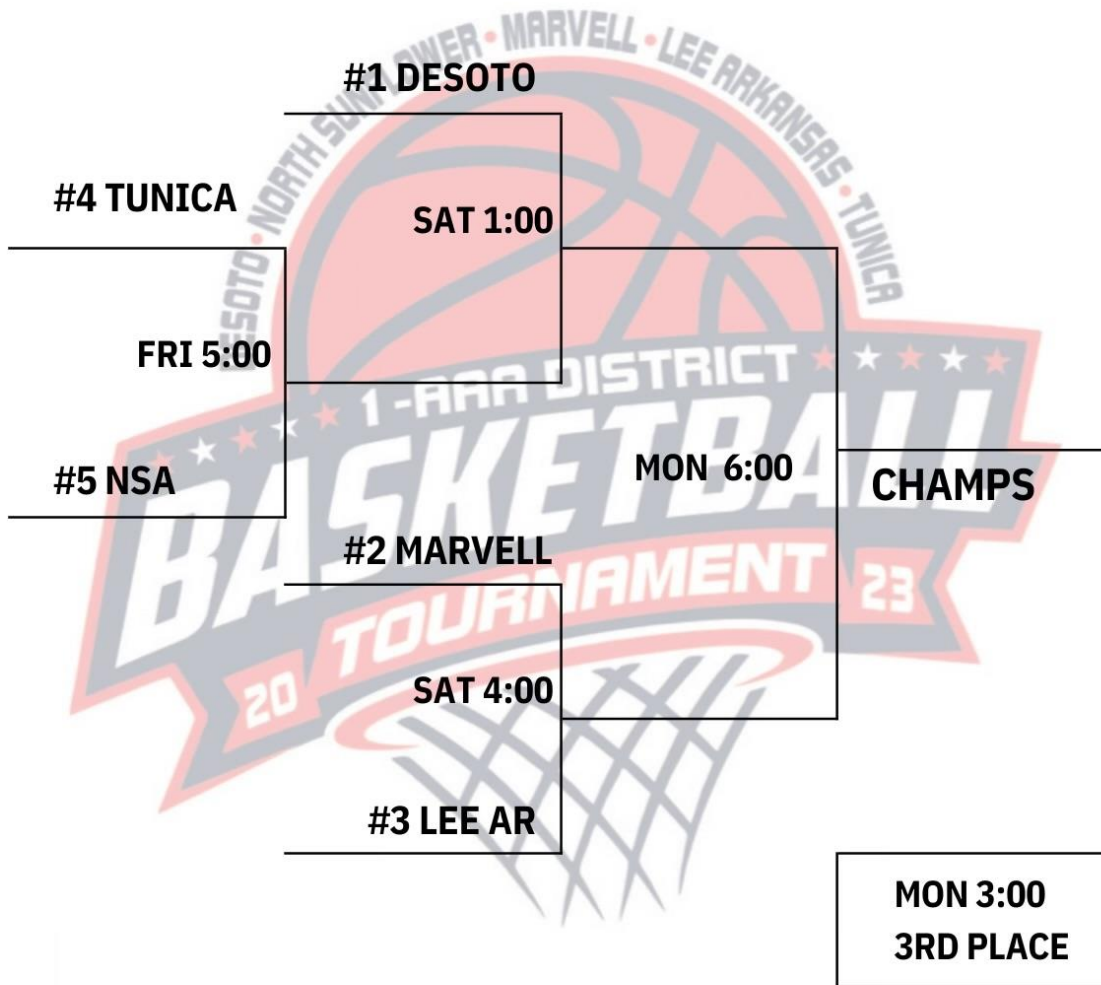 DESOTO • NORTH SUNFLOWER • MARVELL • LEE ARKANSAS • TUNICA
#1 DESOTO
#4 TUNICA
SAT 1:00
FRI 5:00
1-AAA DISTRICT
BASKETBALL
TOURNAMENT
20 23
#5 NSA
MON 6:00
CHAMPS
#2 MARVELL
SAT 4:00
#3 LEE AR
MON 3:00
3RD PLACE